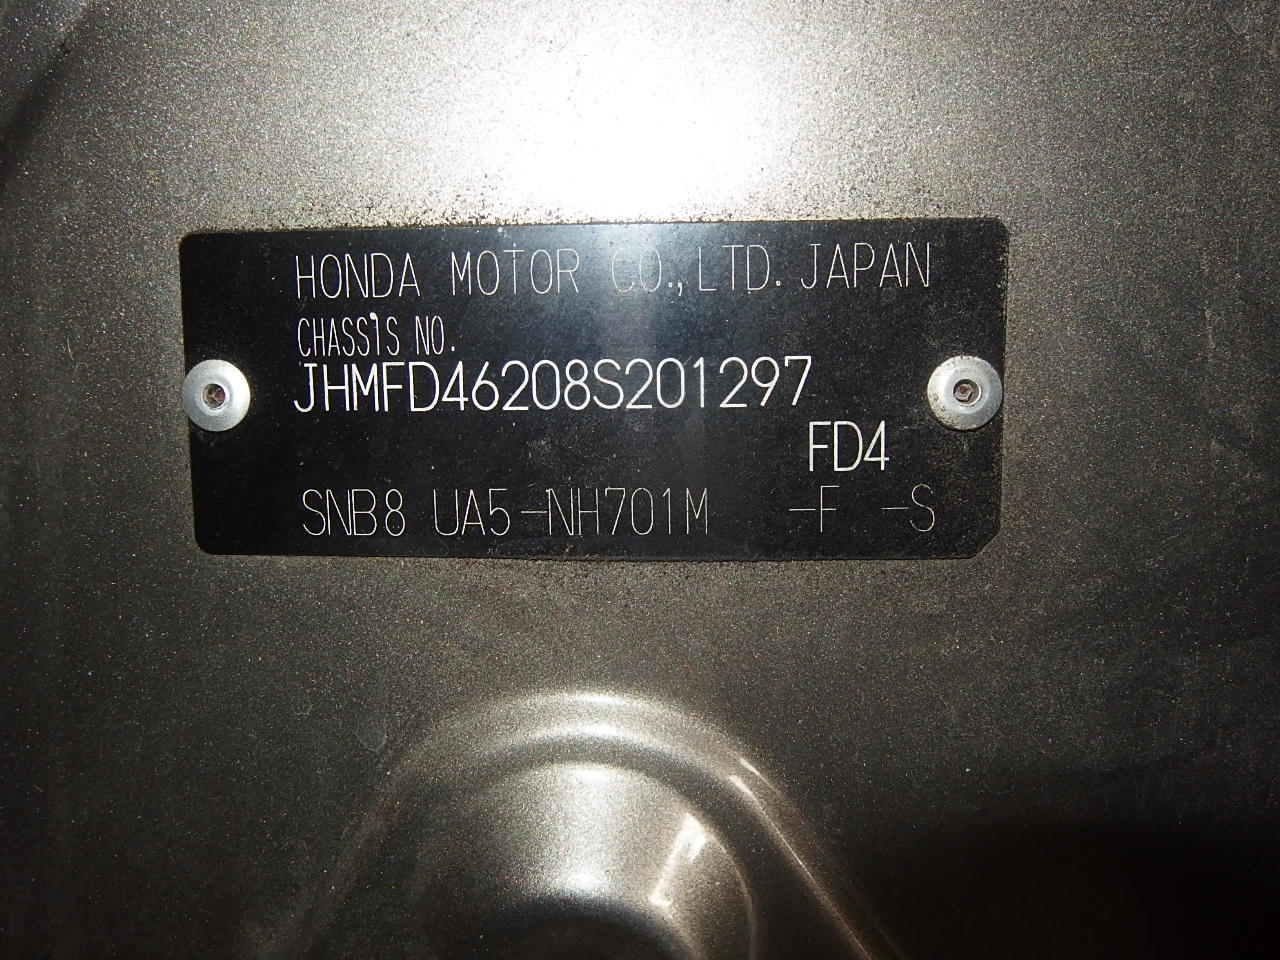 HONDA MOTOR CO., LTD. JAPAN
CHASSIS NO.
JHMFD46208S201297
FD4
SNB8 UA5-NH701M -F -S